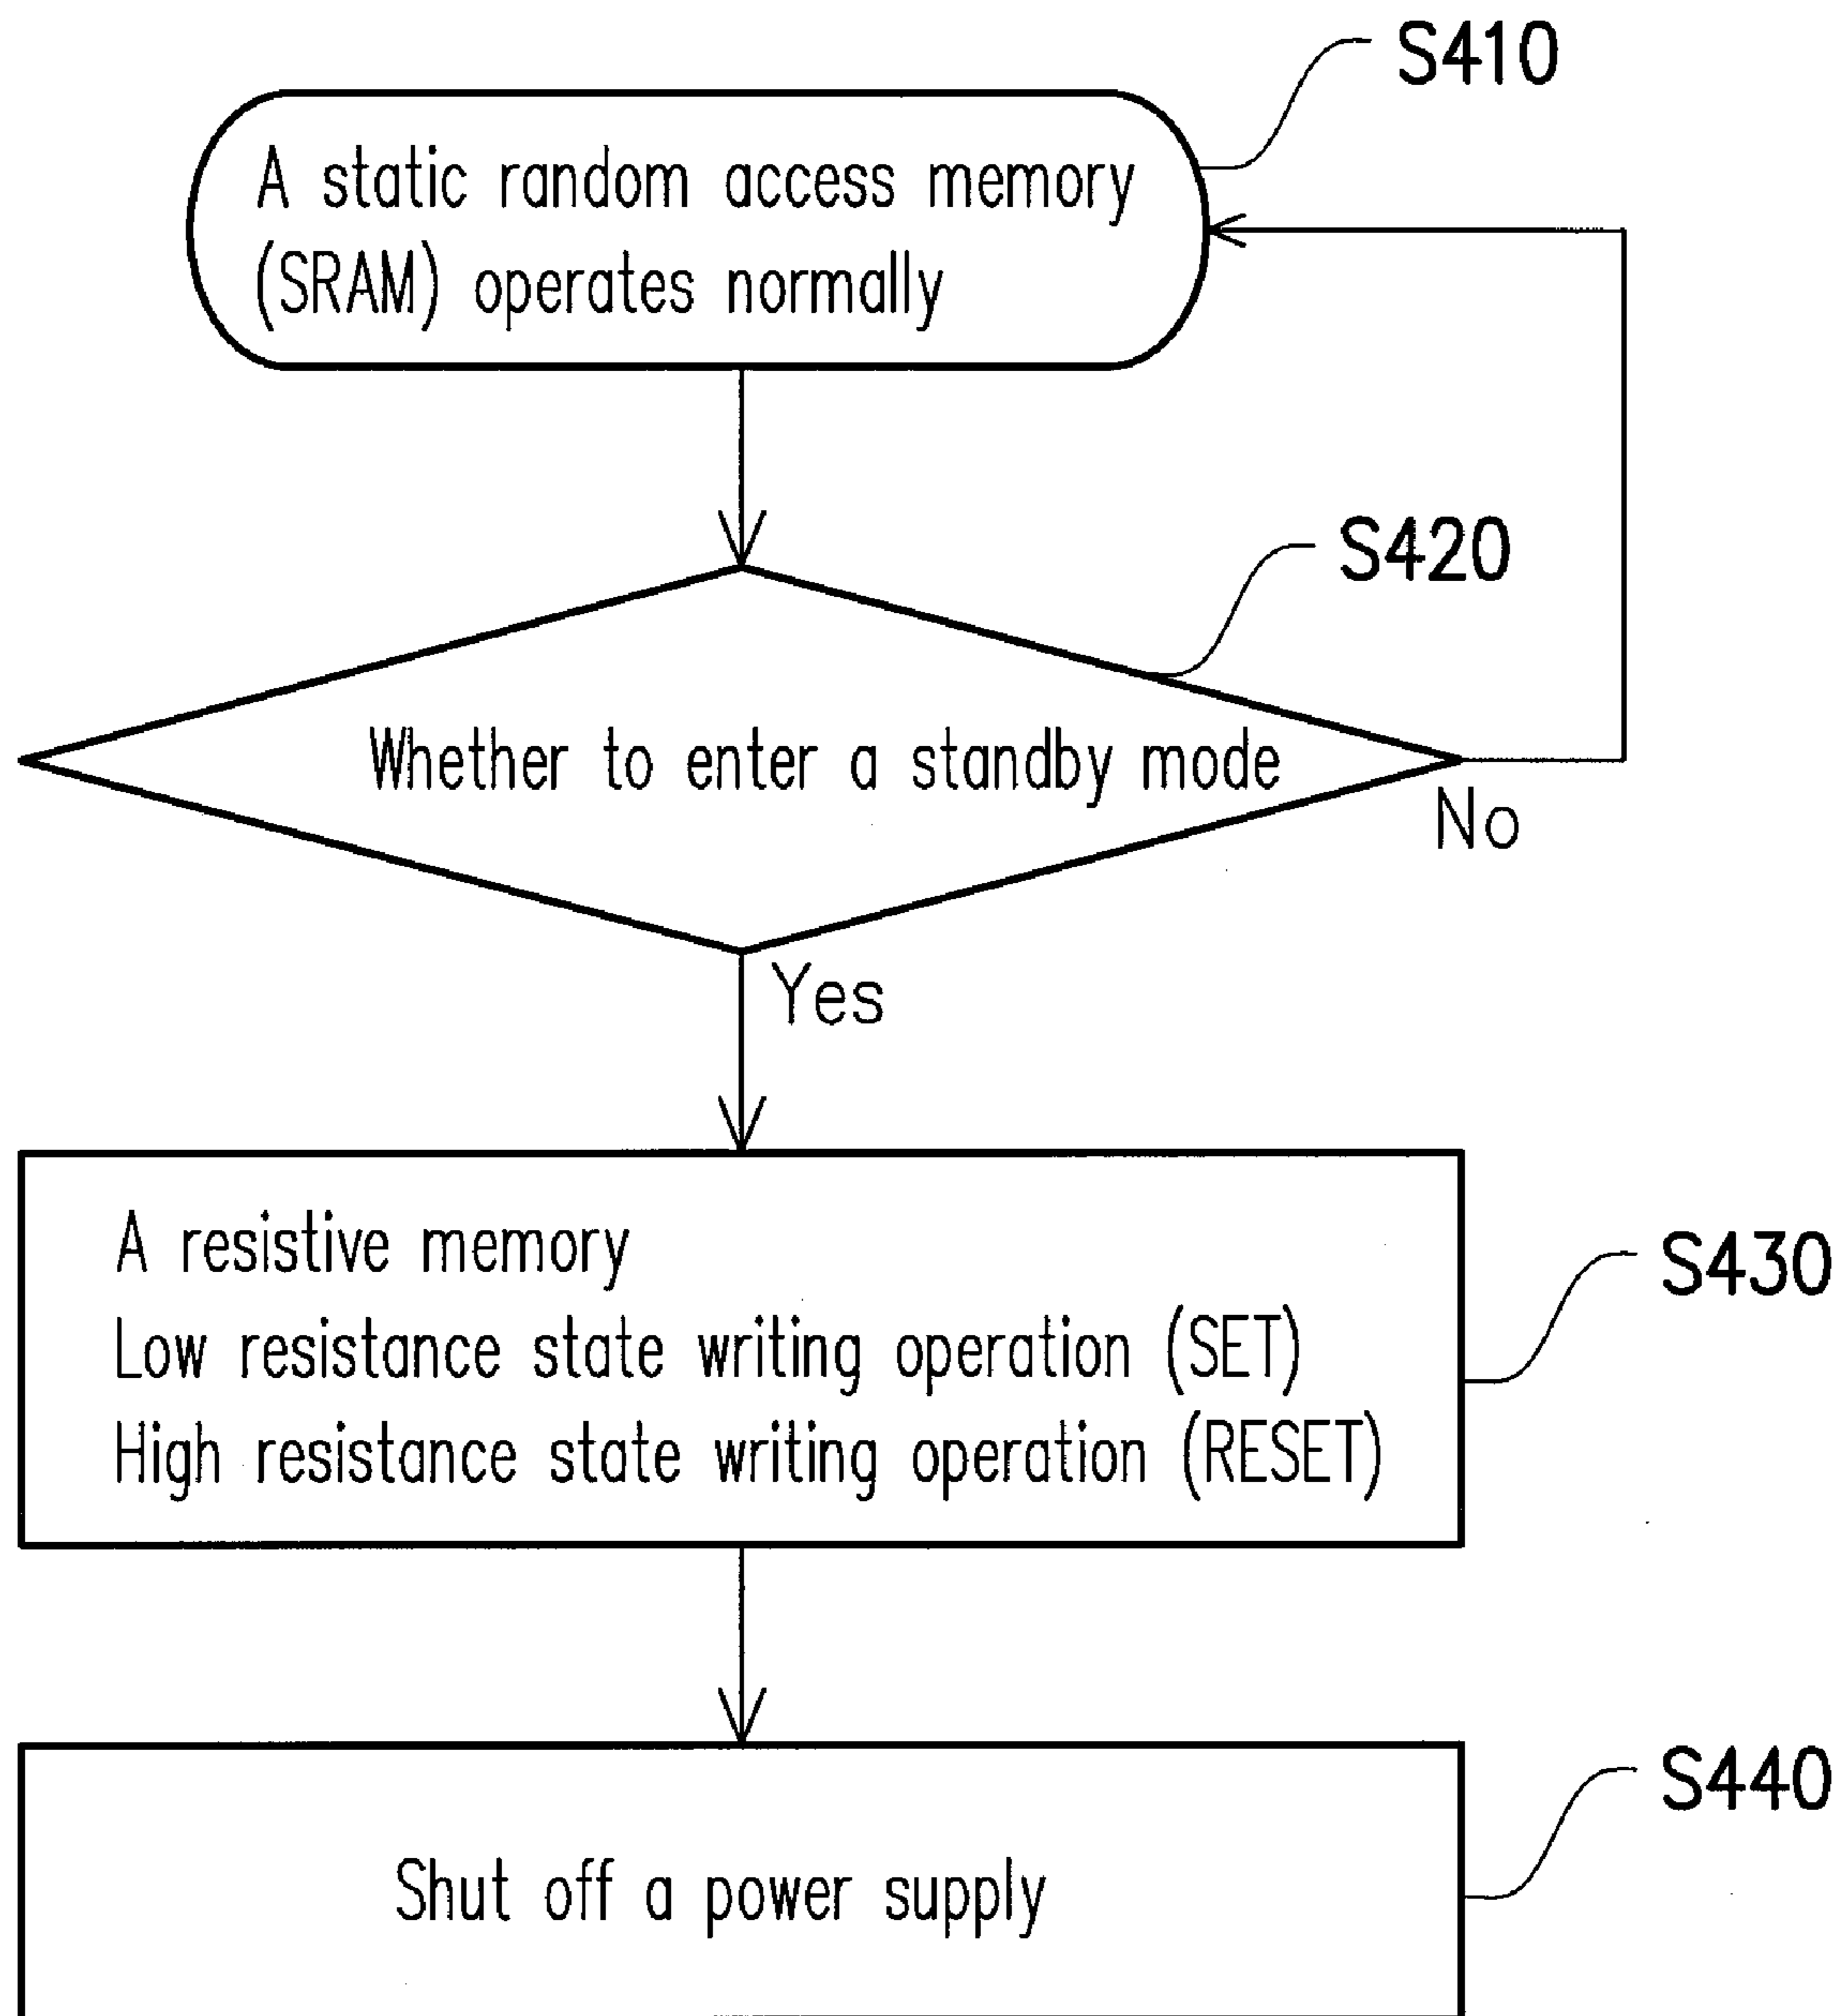 S410
A static random access memory
(SRAM) operates normally
S420
Whether to enter a standby mode
No
Yes
A resistive memory
Low resistance state writing operation (SET)
High resistance state writing operation (RESET)
S430
S440
Shut off a power supply